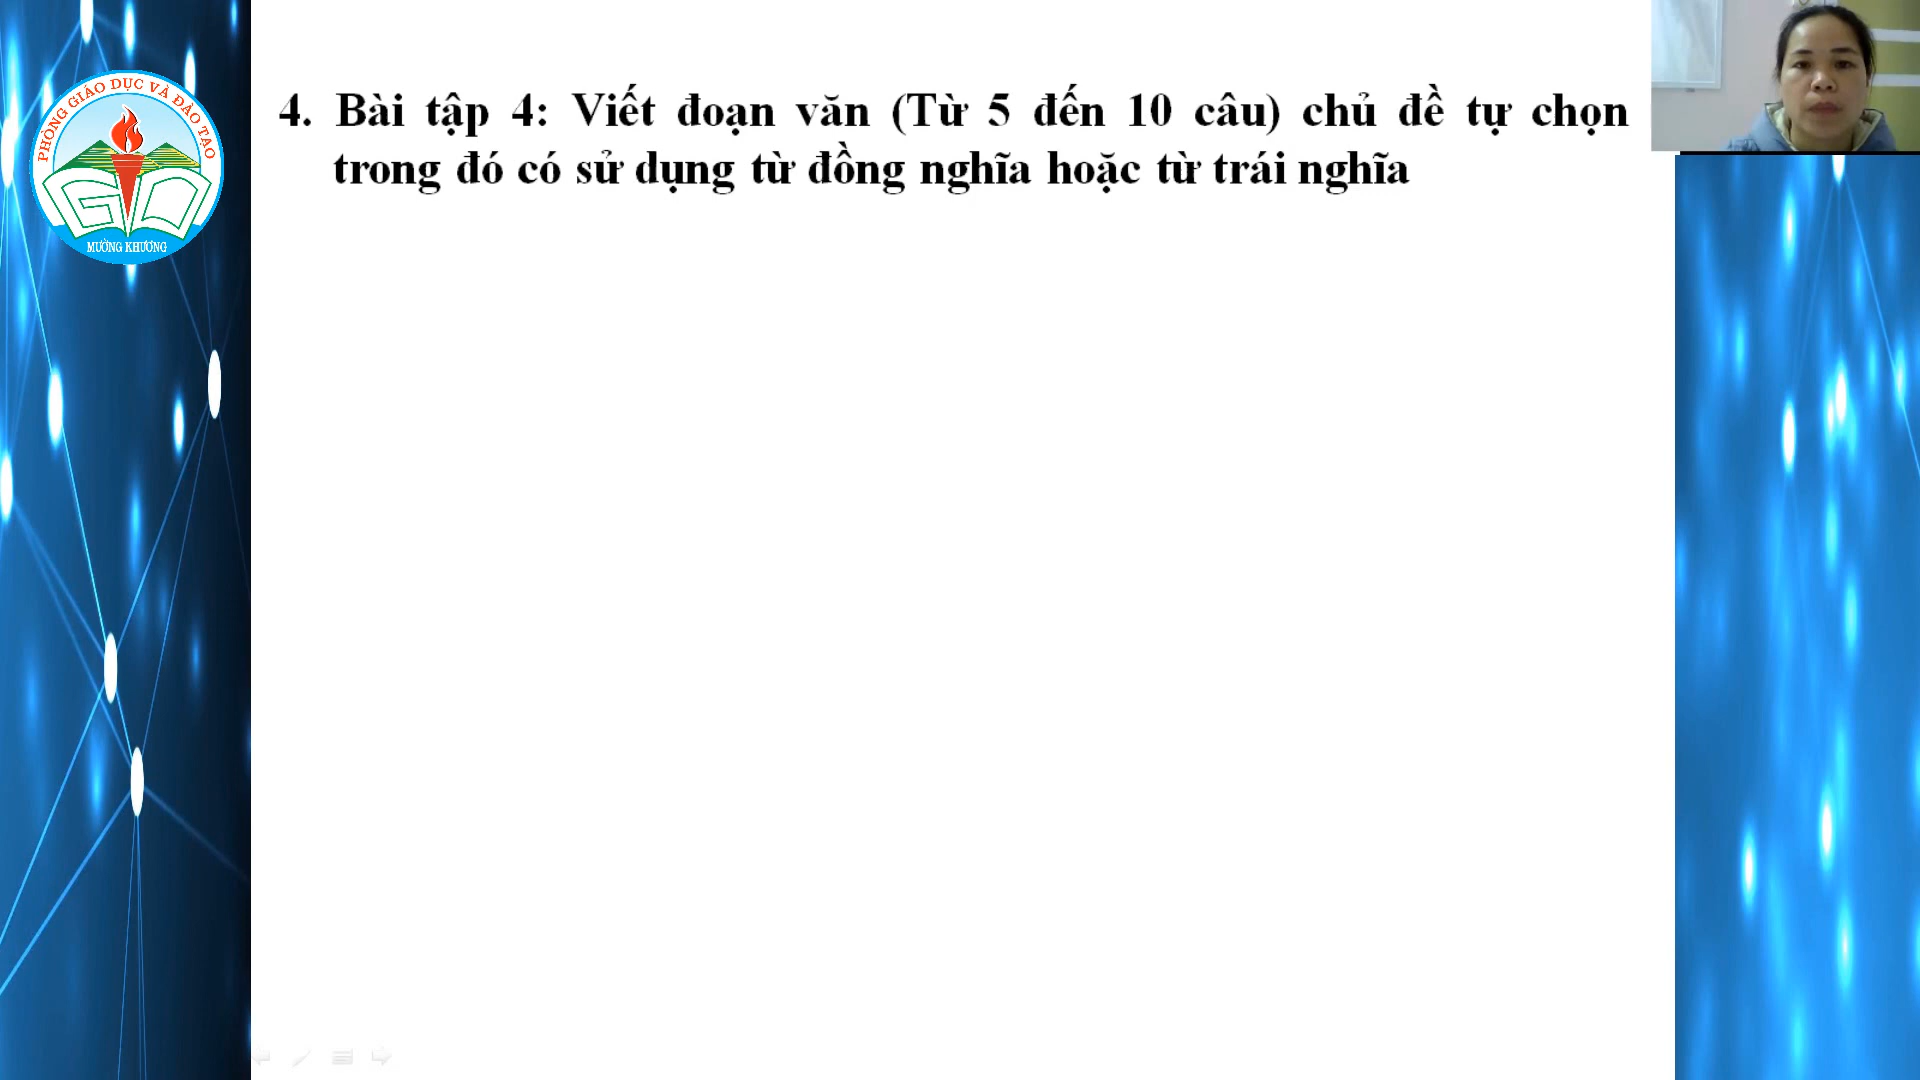 PHÒNG GIÁO DỤC VÀ ĐÀO TẠO
MƯỜNG KHƯƠNG
4. Bài tập 4: Viết đoạn văn (Từ 5 đến 10 câu) chủ đề tự chọn
trong đó có sử dụng từ đồng nghĩa hoặc từ trái nghĩa